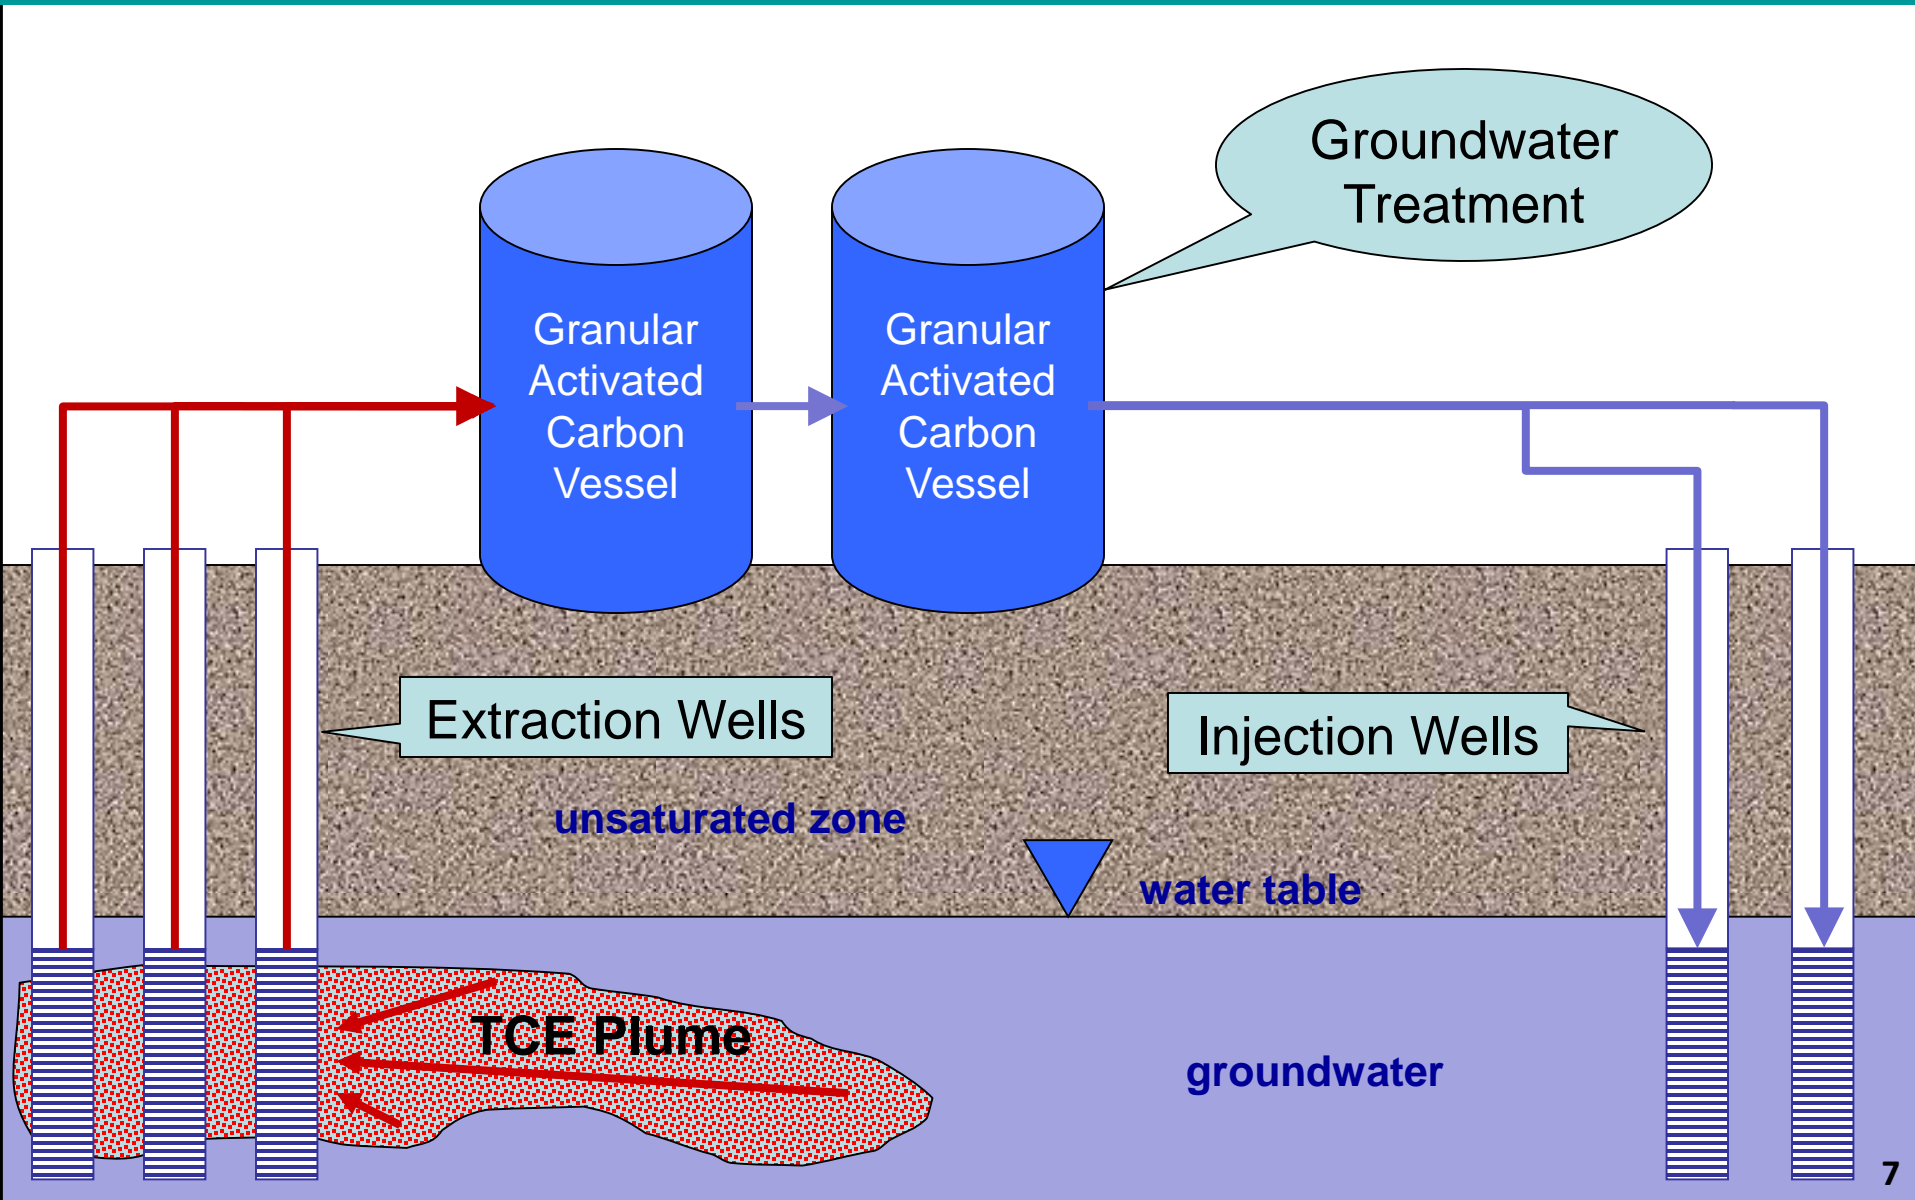 Groundwater
Treatment
Granular
Activated
Carbon
Vessel
Granular
Activated
Carbon
Vessel
Extraction Wells
Injection Wells
unsaturated zone
water table
TCE Plume
groundwater
7